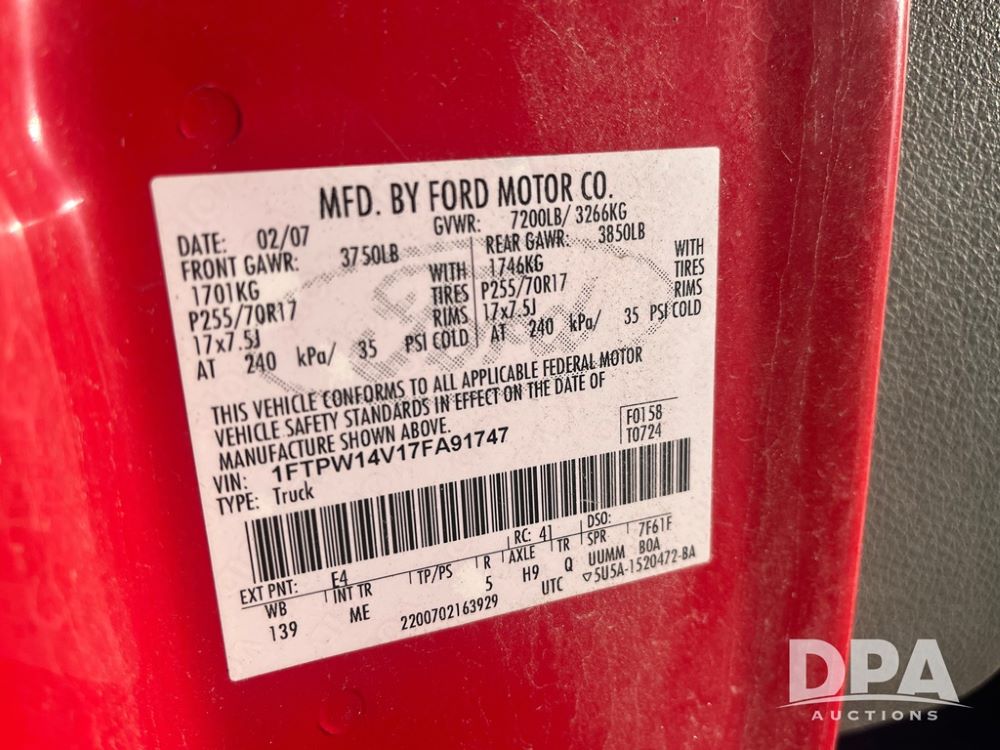 MFD. BY FORD MOTOR CO.
DATE: 02/07 GVWR: 7200LB/ 3266KG
FRONT GAWR: 3750LB REAR GAWR: 3850LB
1701KG WITH 1746KG WITH
P255/70R17 TIRES P255/70R17 TIRES
17x7.5J RIMS 17x7.5J RIMS
AT 240 kPa/ 35 PSI COLD AT 240 kPa/ 35 PSI COLD
THIS VEHICLE CONFORMS TO ALL APPLICABLE FEDERAL MOTOR
VEHICLE SAFETY STANDARDS IN EFFECT ON THE DATE OF
MANUFACTURE SHOWN ABOVE.
VIN: 1FTPW14V17FA91747
TYPE: Truck
F0158
T0724
EXT PNT: E4 RC: 41 DSO: 7F61F
WB INT TR TP/PS R AXLE TR SPR B0A
139 ME 5 H9 Q UUMM
2200702163929 UTC ▽5U5A-1520472-BA
Ford
DPA
AUCTIONS